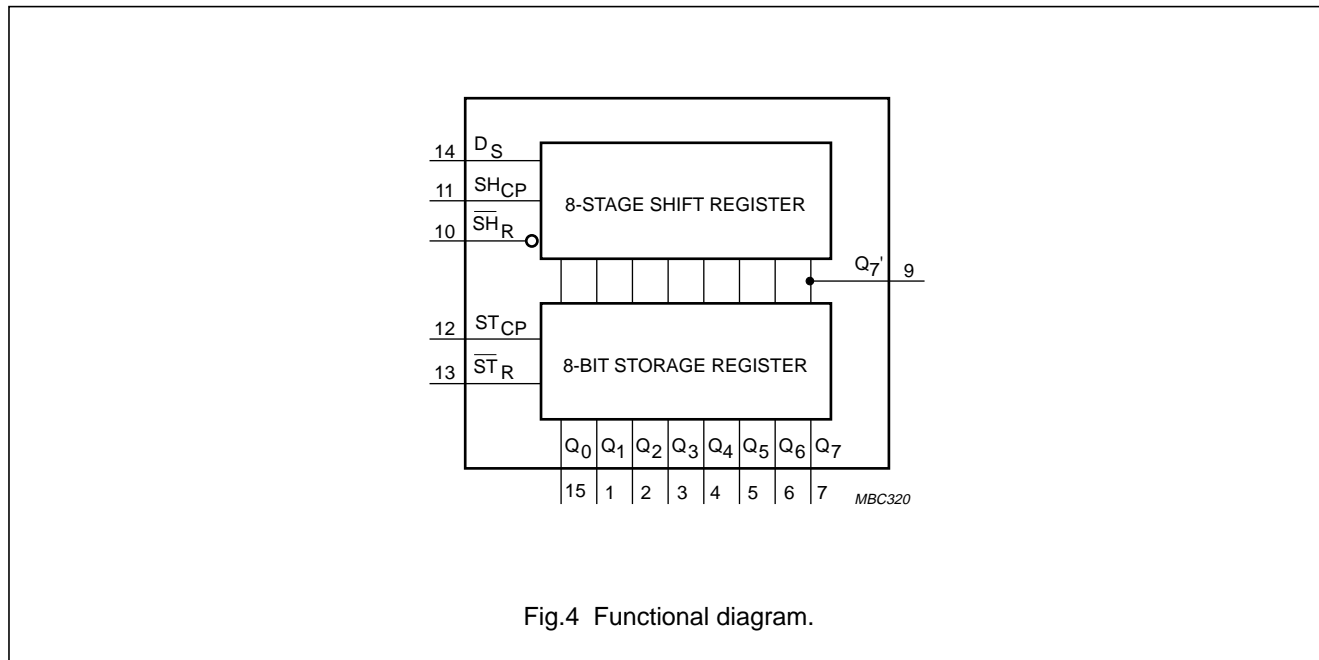 14 D_S
11 SH_CP
10 S̅H̅_R
8-STAGE SHIFT REGISTER
Q_7' 9
12 ST_CP
13 S̅T̅_R
8-BIT STORAGE REGISTER
Q_0 Q_1 Q_2 Q_3 Q_4 Q_5 Q_6 Q_7
15 1 2 3 4 5 6 7
MBC320
Fig.4 Functional diagram.